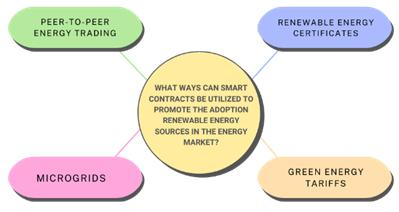 PEER-TO-PEER
ENERGY TRADING
RENEWABLE ENERGY
CERTIFICATES
WHAT WAYS CAN SMART
CONTRACTS BE UTILIZED TO
PROMOTE THE ADOPTION
RENEWABLE ENERGY
SOURCES IN THE ENERGY
MARKET?
MICROGRIDS
GREEN ENERGY
TARIFFS